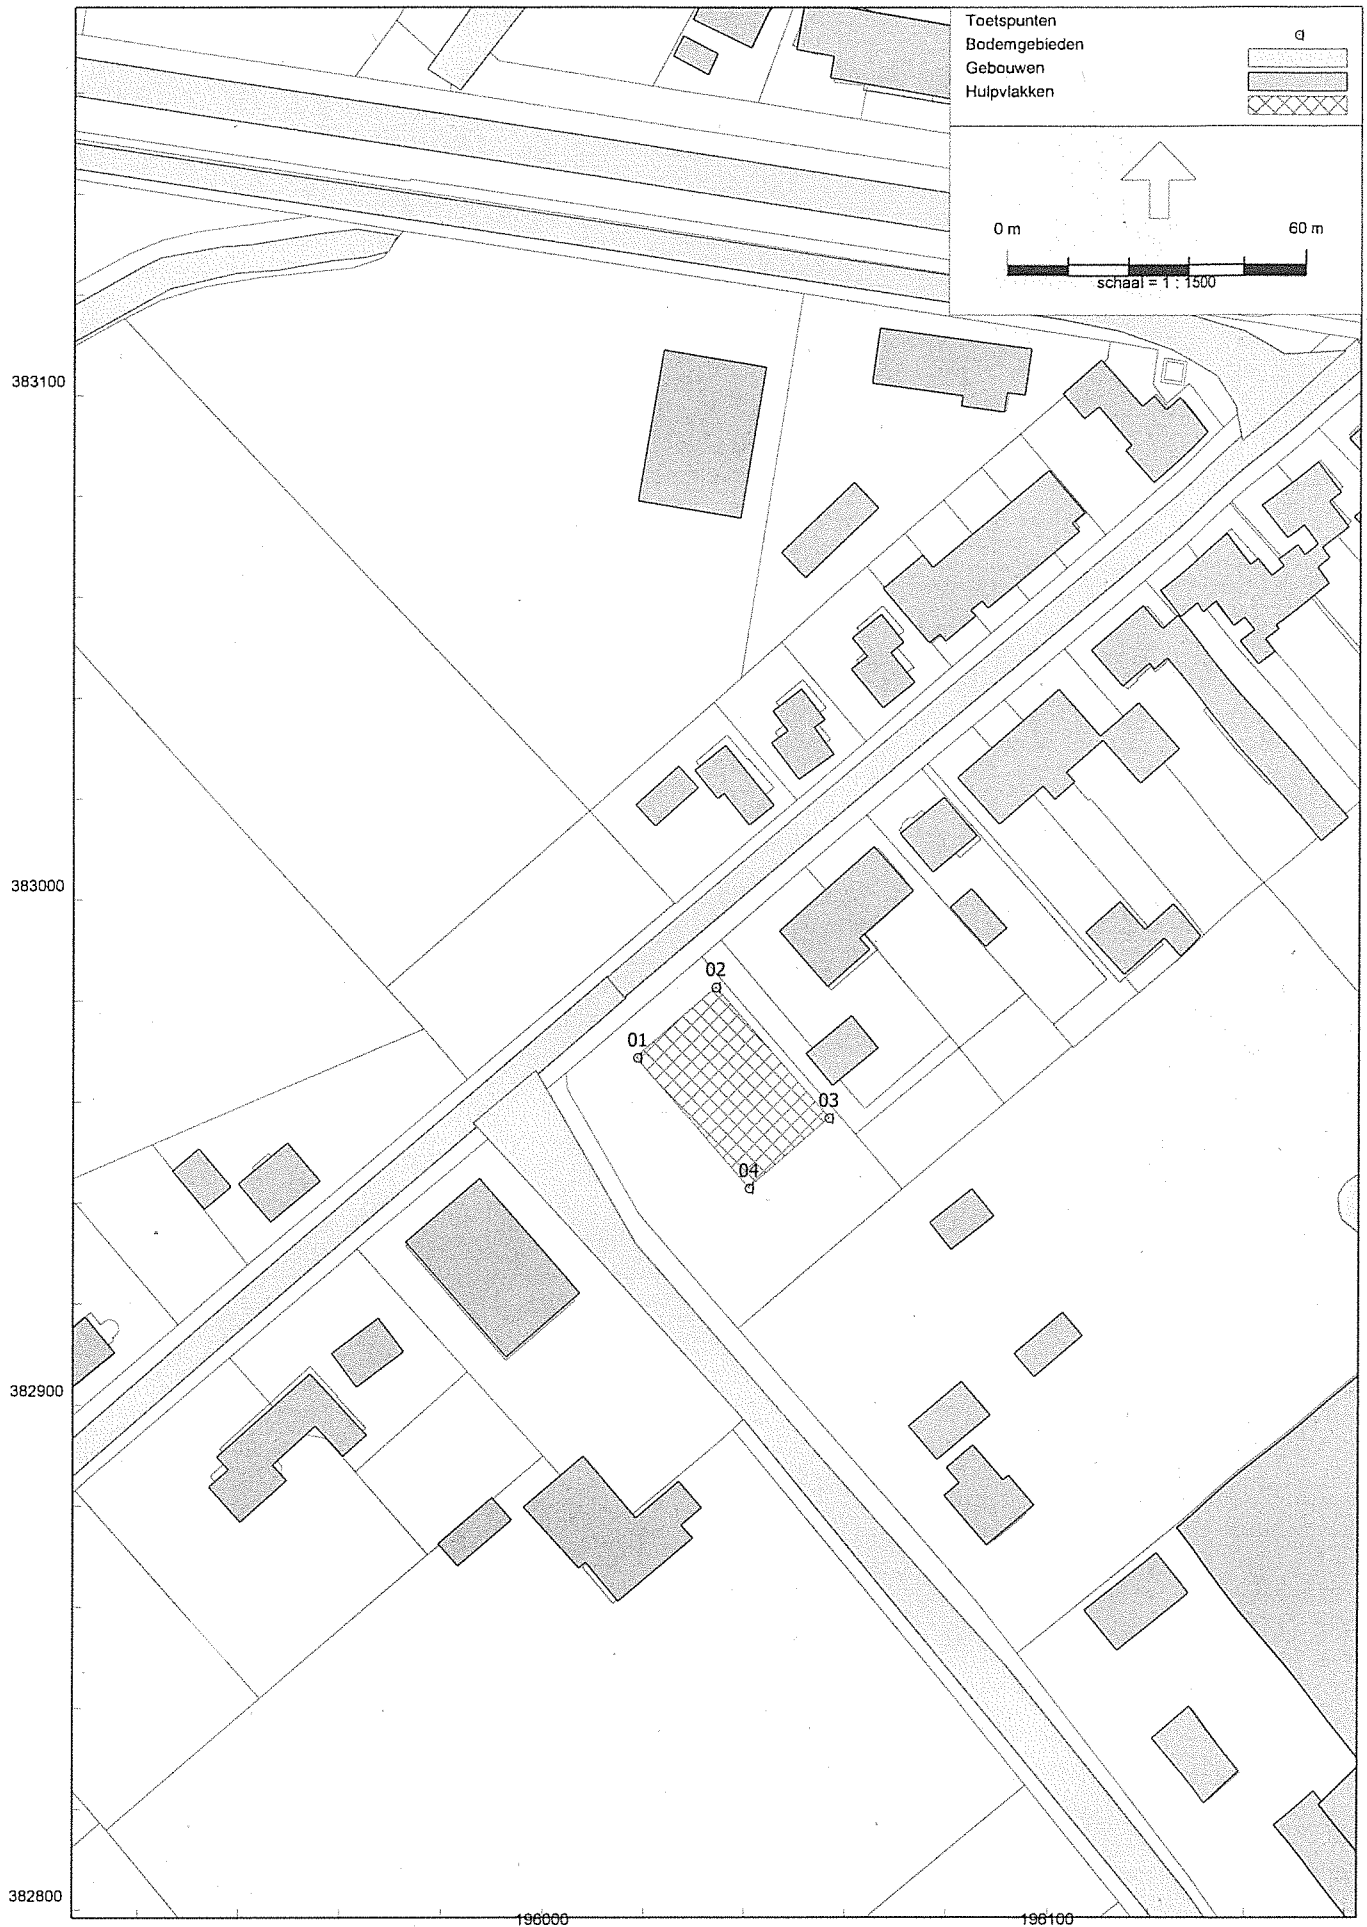 Toetspunten
Bodemgebieden
Gebouwen
Hulpvlakken
0 m 60 m
schaal = 1 : 1500
383100
383000
02
01
03
04
382900
382800
196000 196100